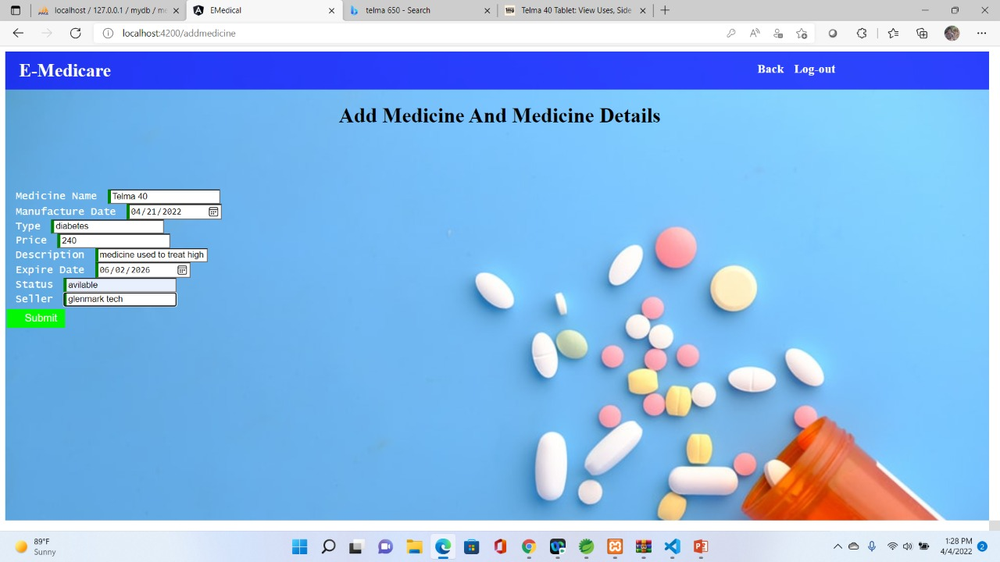 localhost / 127.0.0.1 / mydb / me
EMedical
telma 650 - Search
Telma 40 Tablet: View Uses, Side
localhost:4200/addmedicine
E-Medicare
Back Log-out
Add Medicine And Medicine Details
Medicine Name Telma 40
Manufacture Date 04/21/2022
Type diabetes
Price 240
Description medicine used to treat high
Expire Date 06/02/2026
Status avilable
Seller glenmark tech
Submit
89°F
Sunny
1:28 PM
4/4/2022
2